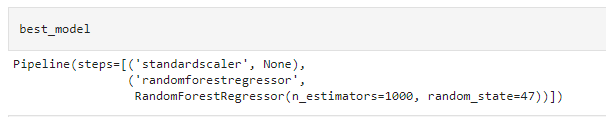 best_model
Pipeline(steps=[('standardscaler', None),
('randomforestregressor',
RandomForestRegressor(n_estimators=1000, random_state=47))])